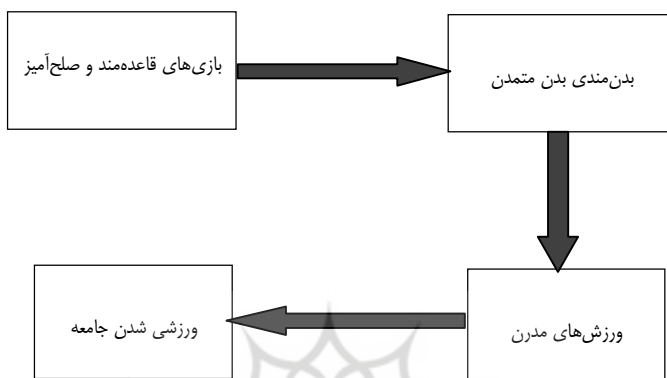 بازی‌های قاعده‌مند و صلح‌آمیز
بدن‌مندی بدن متمدن
ورزش‌های مدرن
ورزشی شدن جامعه